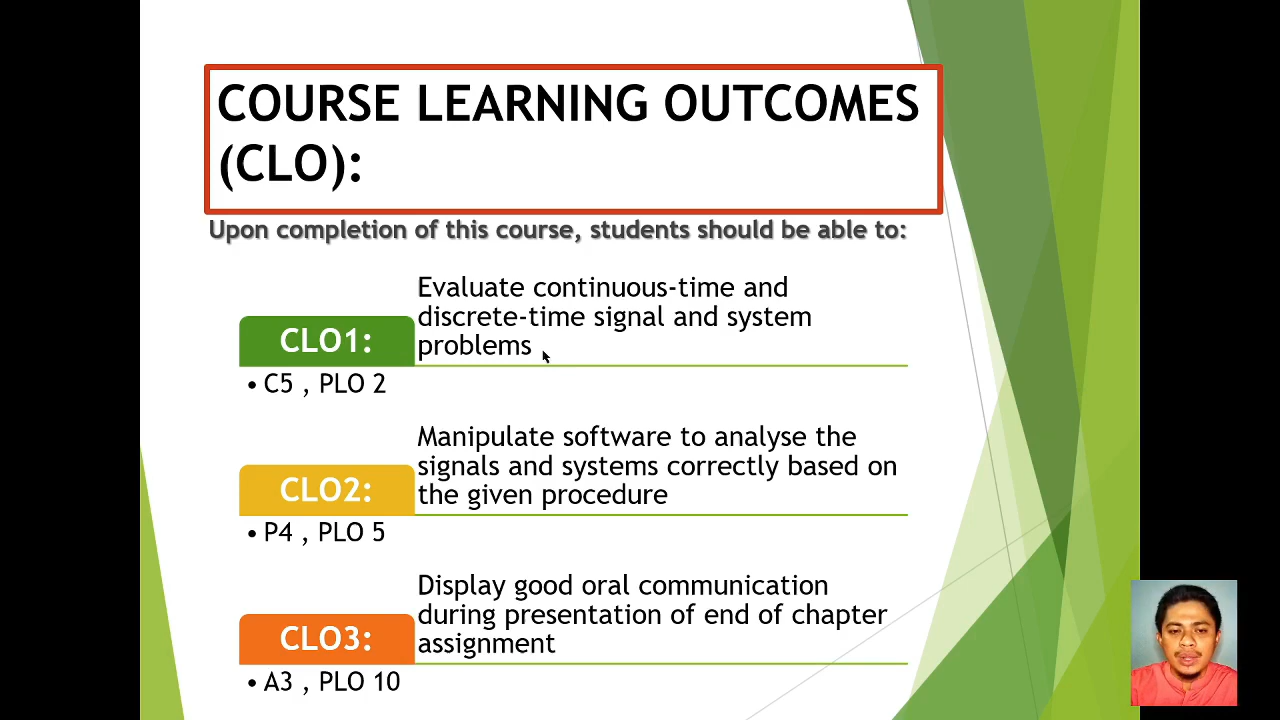 COURSE LEARNING OUTCOMES
(CLO):
Upon completion of this course, students should be able to:
CLO1:
Evaluate continuous-time and
discrete-time signal and system
problems
• C5 , PLO 2
CLO2:
Manipulate software to analyse the
signals and systems correctly based on
the given procedure
• P4 , PLO 5
CLO3:
Display good oral communication
during presentation of end of chapter
assignment
• A3 , PLO 10